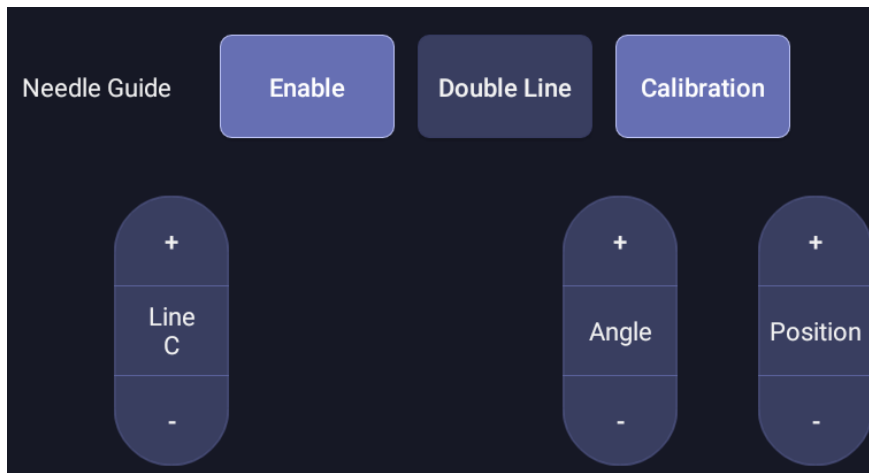 Needle Guide
Enable
Double Line
Calibration
+
+
+
Line
C
Angle
Position
-
-
-